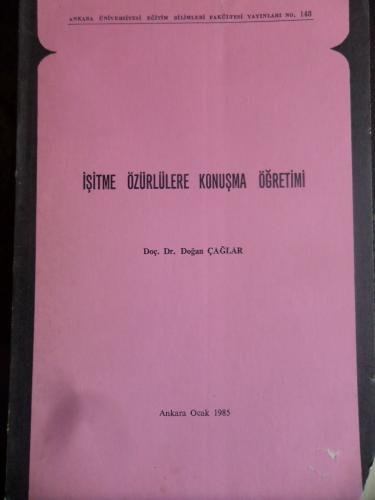 ANKARA ÜNİVERSİTESİ EĞİTİM BİLİMLERİ FAKÜLTESİ YAYINLARI NO. 148
İŞİTME ÖZÜRLÜLERE KONUŞMA ÖĞRETİMİ
Doç. Dr. Doğan ÇAĞLAR
Ankara Ocak 1985